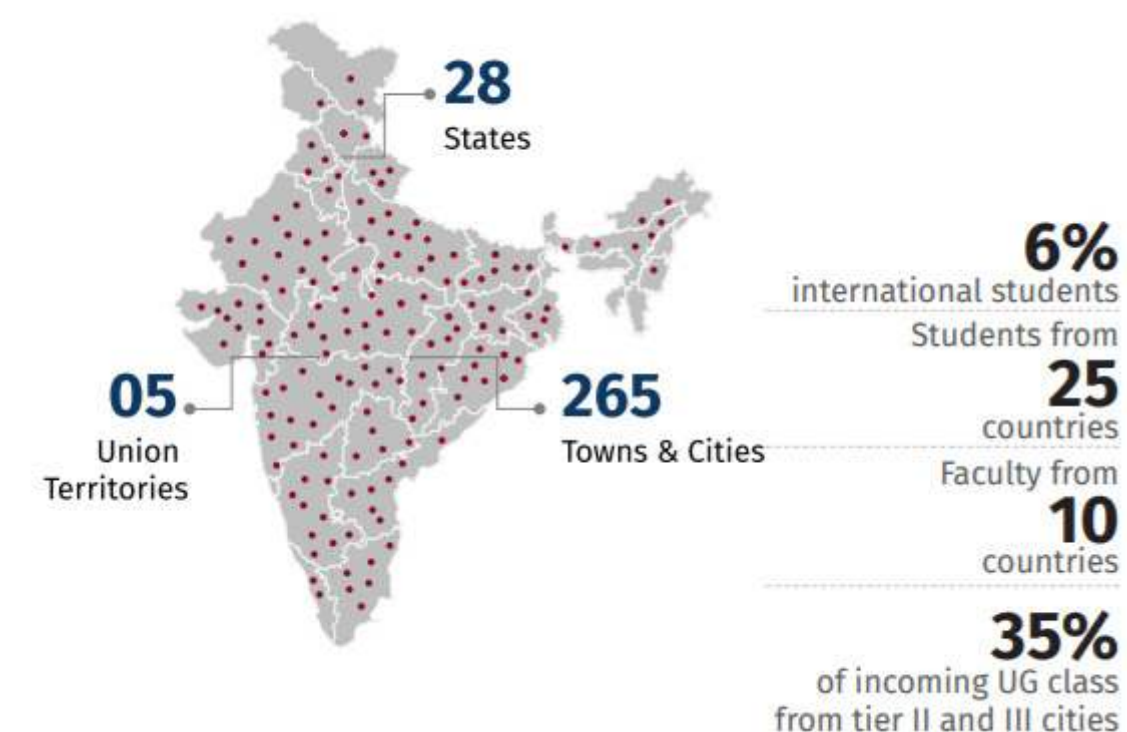 28
States
05
Union
Territories
265
Towns & Cities
6%
international students
Students from
25
countries
Faculty from
10
countries
35%
of incoming UG class
from tier II and III cities